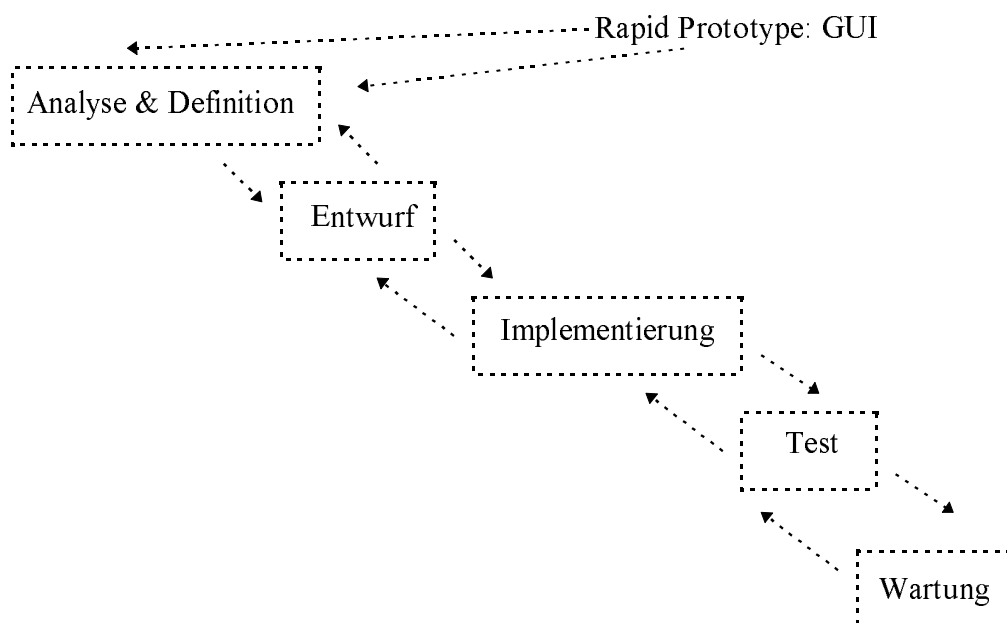 Rapid Prototype: GUI
Analyse & Definition
Entwurf
Implementierung
Test
Wartung